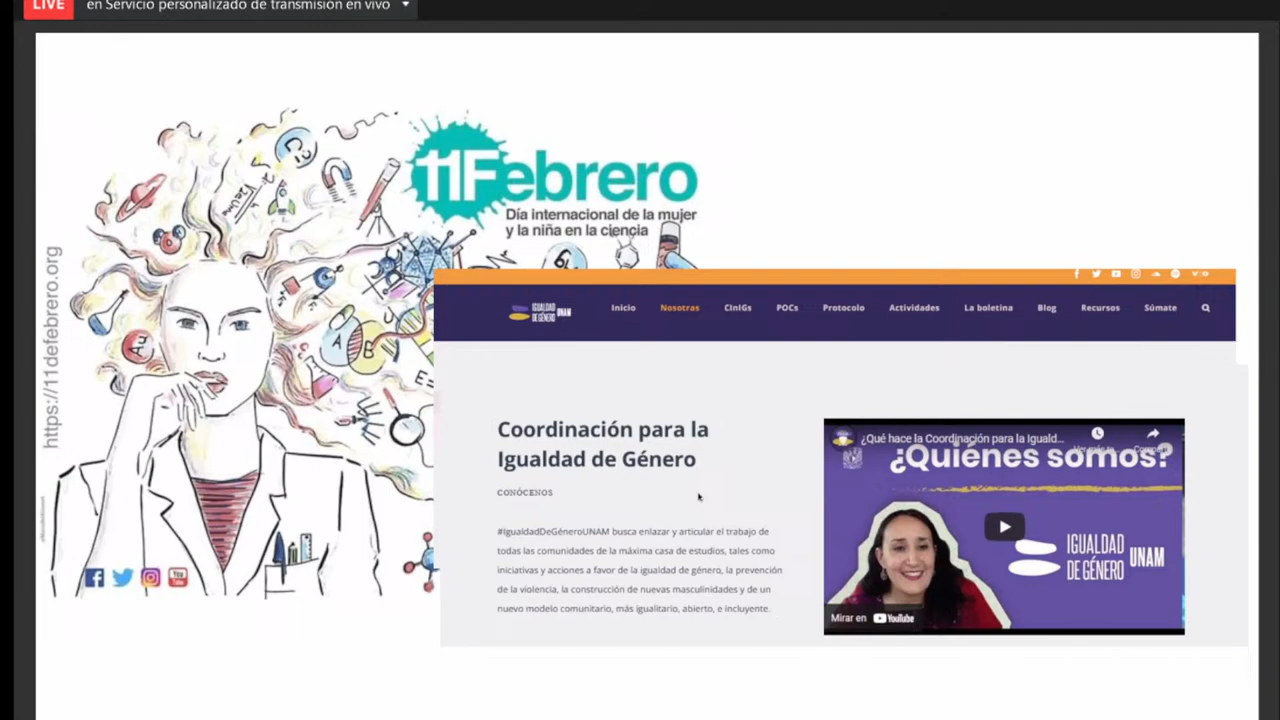 LIVE
en Servicio personalizado de transmisión en vivo
11Febrero
Día internacional de la mujer
y la niña en la ciencia
https://11defebrero.org
Au
A
B
E=
IGUALDAD
DE GÉNERO
UNAM
Inicio
Nosotras
CInIGs
POCs
Protocolo
Actividades
La boletina
Blog
Recursos
Súmate
Coordinación para la
Igualdad de Género
CONÓCENOS
#IgualdadDeGéneroUNAM busca enlazar y articular el trabajo de
todas las comunidades de la máxima casa de estudios, tales como
iniciativas y acciones a favor de la igualdad de género, la prevención
de la violencia, la construcción de nuevas masculinidades y de un
nuevo modelo comunitario, más igualitario, abierto, e incluyente.
¿Qué hace la Coordinación para la Iguald...
¿Quiénes somos?
IGUALDAD
DE GÉNERO
UNAM
Mirar en YouTube